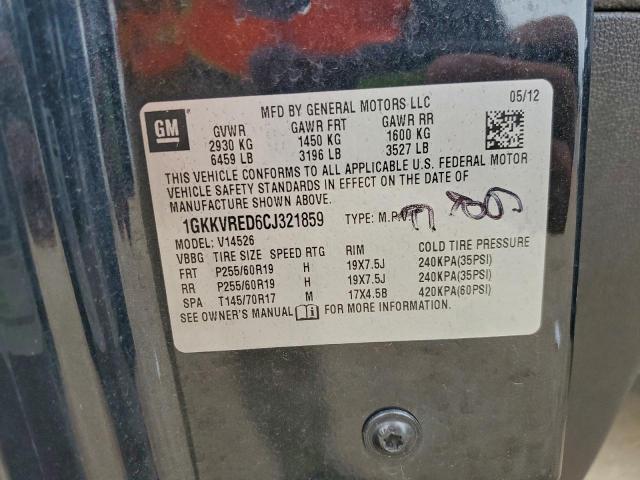 MFD BY GENERAL MOTORS LLC 05/12
GM
GVWR GAWR FRT GAWR RR
2930 KG 1450 KG 1600 KG
6459 LB 3196 LB 3527 LB
THIS VEHICLE CONFORMS TO ALL APPLICABLE U.S. FEDERAL MOTOR
VEHICLE SAFETY STANDARDS IN EFFECT ON THE DATE OF
MANUFACTURE SHOWN ABOVE.
1GKKVRED6CJ321859 TYPE: M.P.
MODEL: V14526
VBBG TIRE SIZE SPEED RTG RIM COLD TIRE PRESSURE
FRT P255/60R19 H 19X7.5J 240KPA(35PSI)
RR P255/60R19 H 19X7.5J 240KPA(35PSI)
SPA T145/70R17 M 17X4.5B 420KPA(60PSI)
SEE OWNER'S MANUAL FOR MORE INFORMATION.